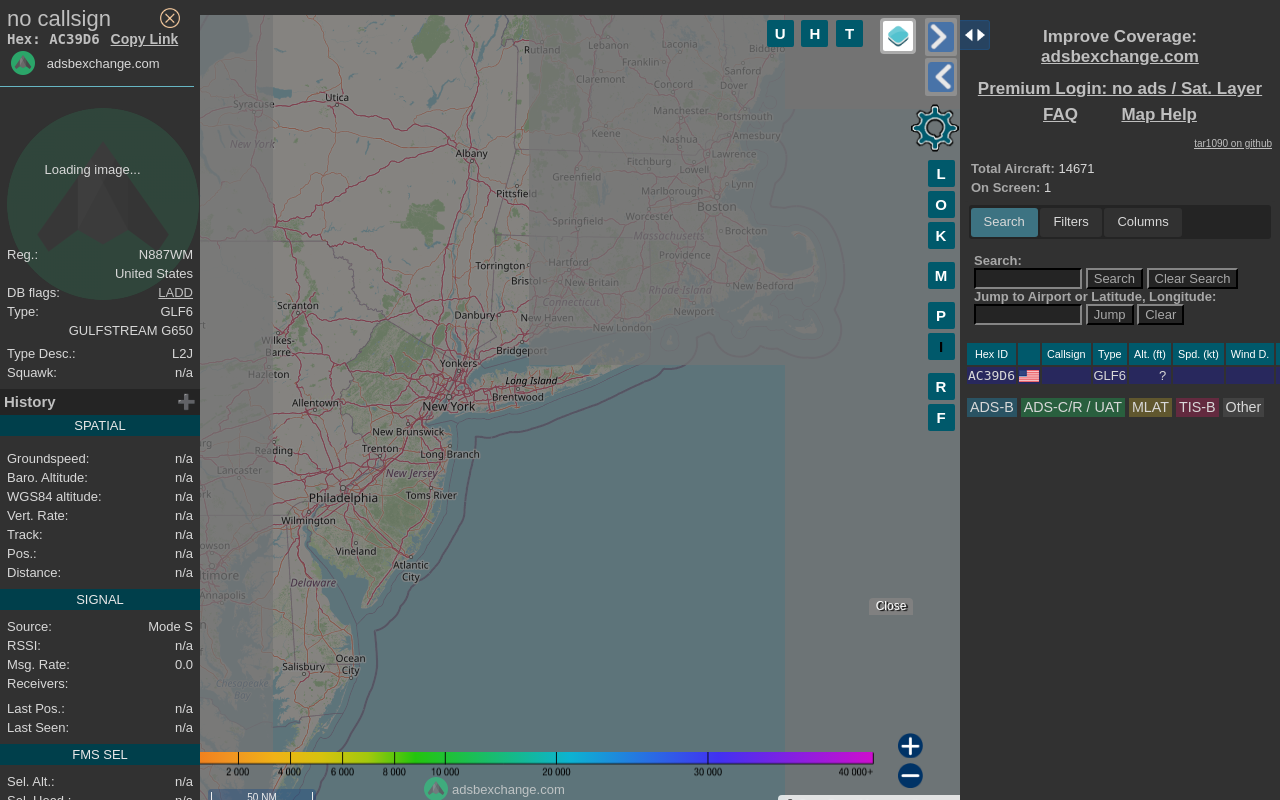 no callsign
Hex: AC39D6 Copy Link
adsbexchange.com
Loading image...
Reg.: N887WM
United States
DB flags: LADD
Type: GLF6
GULFSTREAM G650
Type Desc.: L2J
Squawk: n/a
History
SPATIAL
Groundspeed: n/a
Baro. Altitude: n/a
WGS84 altitude: n/a
Vert. Rate: n/a
Track: n/a
Pos.: n/a
Distance: n/a
SIGNAL
Source: Mode S
RSSI: n/a
Msg. Rate: 0.0
Receivers:
Last Pos.: n/a
Last Seen: n/a
FMS SEL
Sel. Alt.: n/a
U H T
Rutland
Lebanon
Laconia
Franklin
Sanford
Claremont
Concord
Dover
Utica
Syracuse
Manchester
Portsmouth
Keene
Nashua
Amesbury
New York
Albany
Lawrence
Fitchburg
Lowell
Greenfield
Pittsfield
Marlborough
Lynn
Worcester
Boston
Springfield
Brockton
Massachusetts
Providence
Torrington
Hartford
Bristol
New Britain
New Bedford
Rhode Island
Connecticut
Newport
Scranton
Danbury
New Haven
New London
Wilkes-
Barre
Bridgeport
Yonkers
Hazleton
Long Island
Brentwood
Allentown
New York
New Brunswick
Reading
Trenton
Long Branch
Lancaster
New Jersey
Philadelphia
Toms River
Wilmington
Vineland
Atlantic
City
Delaware
Annapolis
Ocean
City
Salisbury
Chesapeake
L
O
K
M
P
I
R
F
Close
2 000 4 000 6 000 8 000 10 000 20 000 30 000 40 000+
adsbexchange.com
50 NM
Improve Coverage:
adsbexchange.com
Premium Login: no ads / Sat. Layer
FAQ Map Help
tar1090 on github
Total Aircraft: 14671
On Screen: 1
Search Filters Columns
Search:
Search Clear Search
Jump to Airport or Latitude, Longitude:
Jump Clear
Hex ID Callsign Type Alt. (ft) Spd. (kt) Wind D.
AC39D6 GLF6 ?
ADS-B ADS-C/R / UAT MLAT TIS-B Other